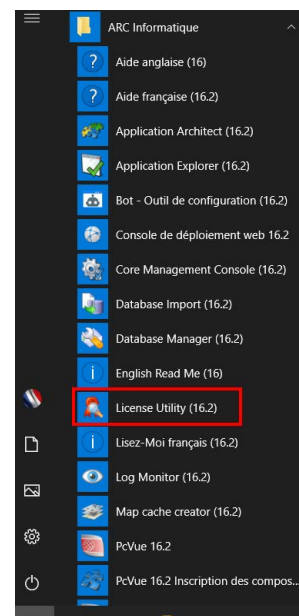 ARC Informatique
Aide anglaise (16)
Aide française (16.2)
Application Architect (16.2)
Application Explorer (16.2)
Bot - Outil de configuration (16.2)
Console de déploiement web 16.2
Core Management Console (16.2)
Database Import (16.2)
Database Manager (16.2)
English Read Me (16)
License Utility (16.2)
Lisez-Moi français (16.2)
Log Monitor (16.2)
Map cache creator (16.2)
PcVue 16.2
PcVue 16.2 Inscription des compos...